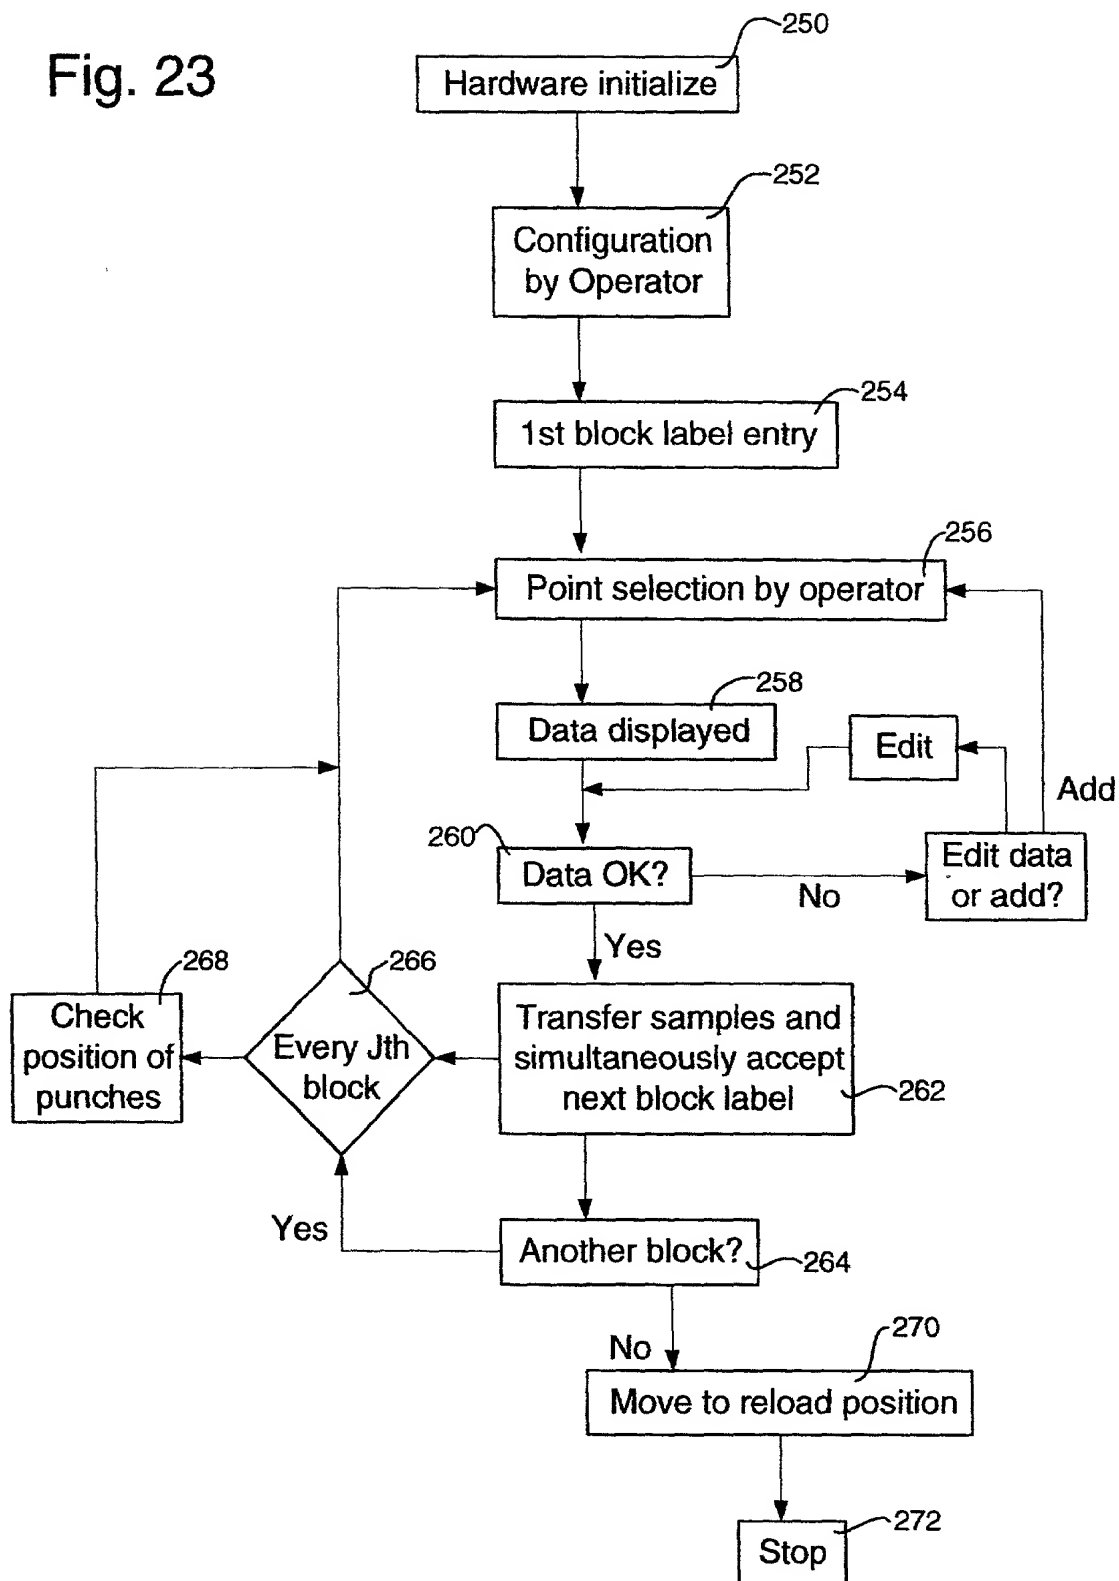 Fig. 23
250
Hardware initialize
252
Configuration
by Operator
254
1st block label entry
256
Point selection by operator
258
Data displayed
Edit
Add
260
Data OK?
No
Edit data
or add?
Yes
268
266
Check
position of
punches
Every Jth
block
Transfer samples and
simultaneously accept
next block label
262
Yes
Another block?
264
No
270
Move to reload position
272
Stop